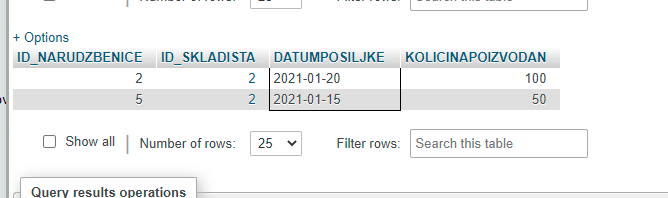 + Options
ID_NARUDZBENICE ID_SKLADISTA DATUMPOSILJKE KOLICINAPOIZVODAN
2 2 2021-01-20 100
5 2 2021-01-15 50
Show all Number of rows: 25 Filter rows: Search this table
Query results operations